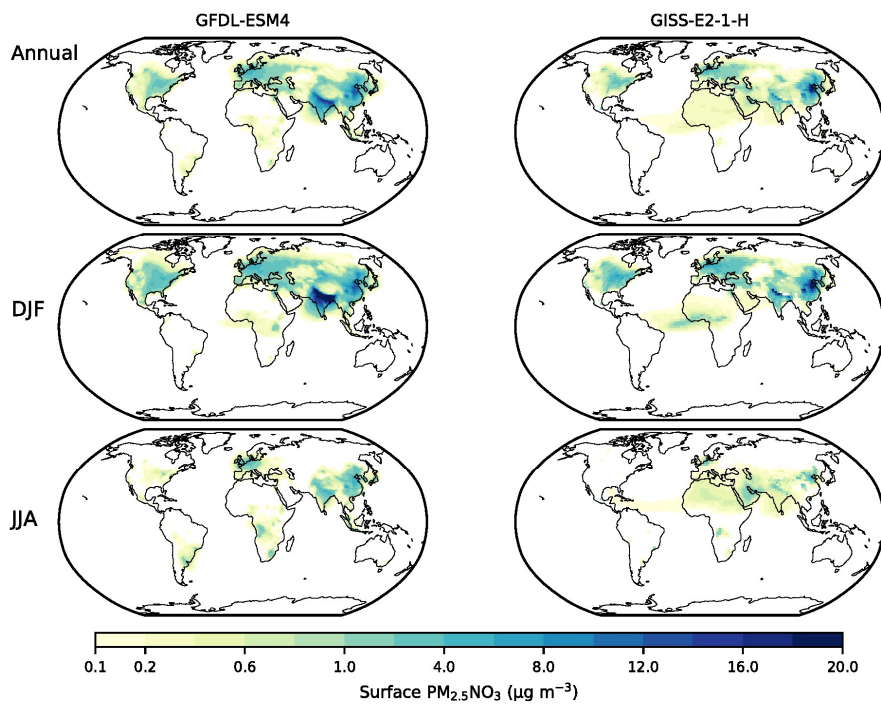 GFDL-ESM4 GISS-E2-1-H
Annual
DJF
JJA
0.1 0.2 0.6 1.0 4.0 8.0 12.0 16.0 20.0
Surface PM₂.₅NO₃ (μg m⁻³)